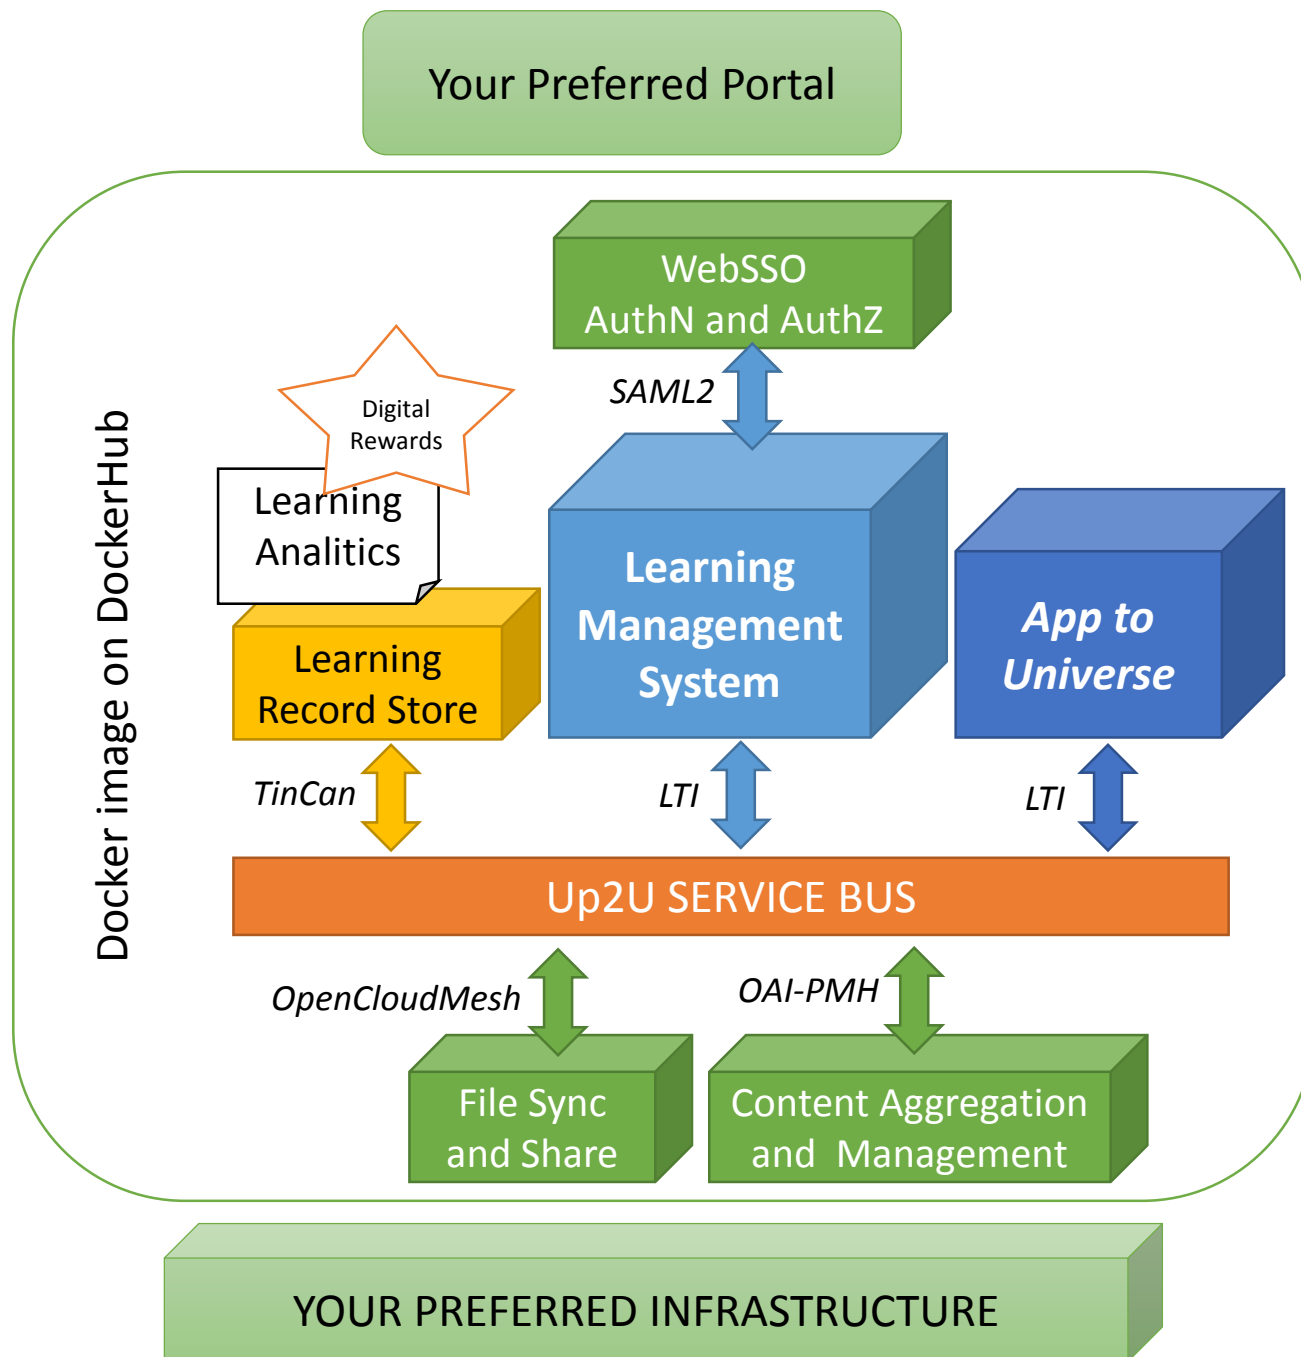 Your Preferred Portal
WebSSO
AuthN and AuthZ
SAML2
Digital
Rewards
Learning
Analitics
Learning
Management
System
App to
Universe
Learning
Record Store
Docker image on DockerHub
TinCan
LTI
LTI
Up2U SERVICE BUS
OpenCloudMesh
OAI-PMH
File Sync
and Share
Content Aggregation
and  Management
YOUR PREFERRED INFRASTRUCTURE